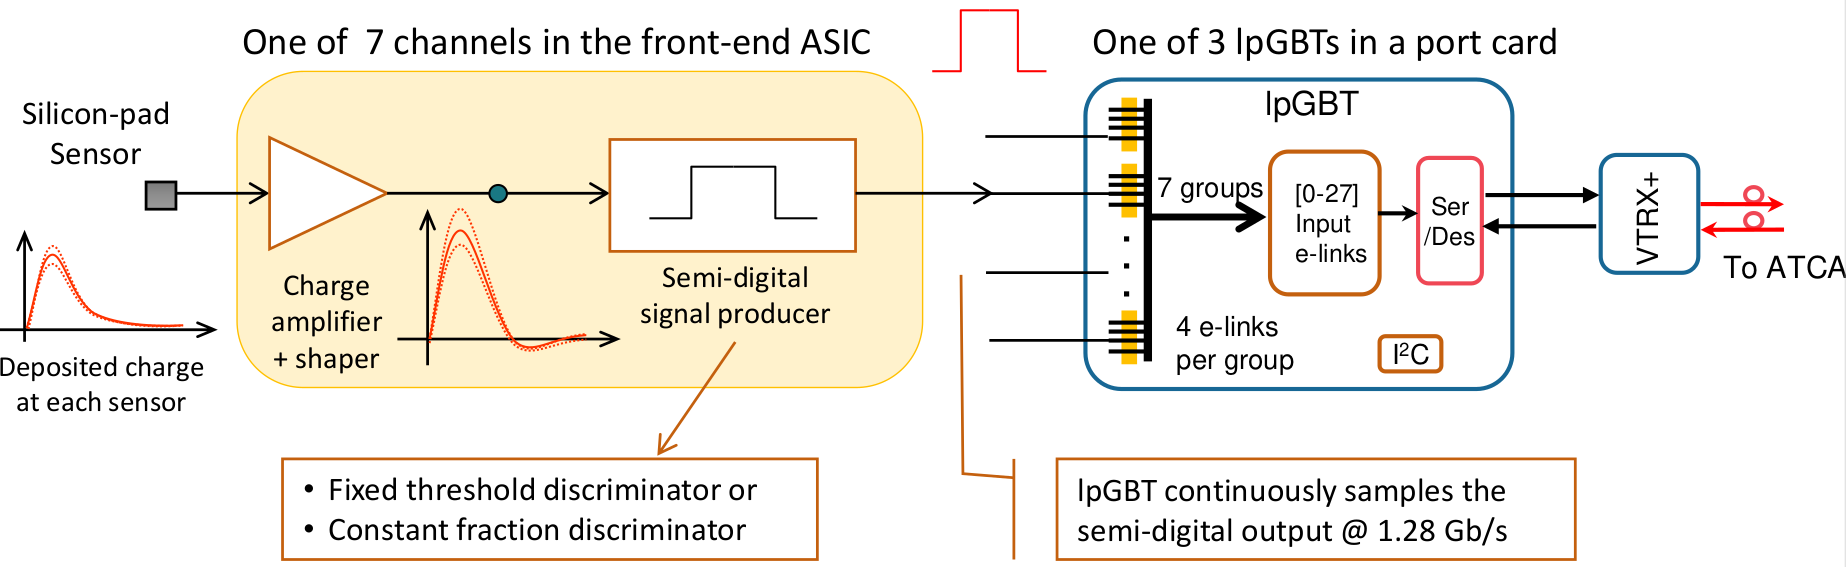 One of 7 channels in the front-end ASIC
One of 3 lpGBTs in a port card
Silicon-pad
Sensor
Deposited charge
at each sensor
Charge
amplifier
+ shaper
Semi-digital
signal producer
lpGBT
7 groups
[0-27]
Input
e-links
Ser
/Des
4 e-links
per group
I²C
VTRX+
To ATCA
• Fixed threshold discriminator or
• Constant fraction discriminator
lpGBT continuously samples the
semi-digital output @ 1.28 Gb/s